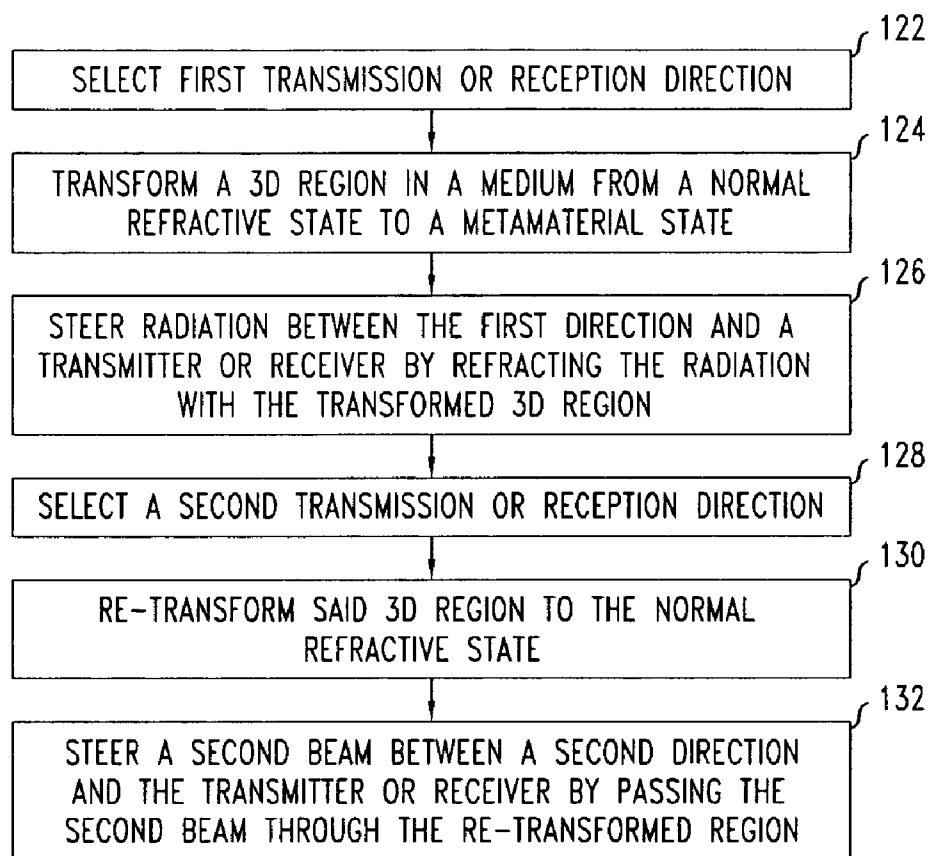 122
SELECT FIRST TRANSMISSION OR RECEPTION DIRECTION
124
TRANSFORM A 3D REGION IN A MEDIUM FROM A NORMAL
REFRACTIVE STATE TO A METAMATERIAL STATE
126
STEER RADIATION BETWEEN THE FIRST DIRECTION AND A
TRANSMITTER OR RECEIVER BY REFRACTING THE RADIATION
WITH THE TRANSFORMED 3D REGION
128
SELECT A SECOND TRANSMISSION OR RECEPTION DIRECTION
130
RE-TRANSFORM SAID 3D REGION TO THE NORMAL
REFRACTIVE STATE
132
STEER A SECOND BEAM BETWEEN A SECOND DIRECTION
AND THE TRANSMITTER OR RECEIVER BY PASSING THE
SECOND BEAM THROUGH THE RE-TRANSFORMED REGION